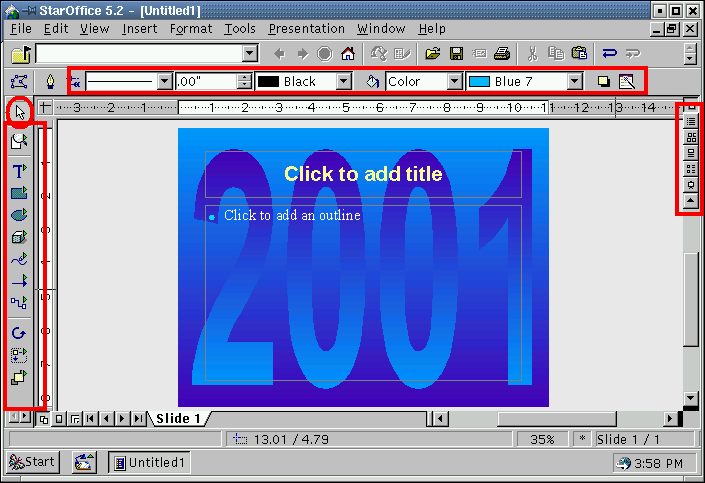 StarOffice 5.2 - [Untitled1]
File Edit View Insert Format Tools Presentation Window Help
.00" Black Color Blue 7
3 2 1 1 2 3 4 5 6 7 8 9 10 11 12 13 14
2001
Click to add title
Click to add an outline
Slide 1
13.01 / 4.79 35% * Slide 1 / 1
Start Untitled1 3:58 PM